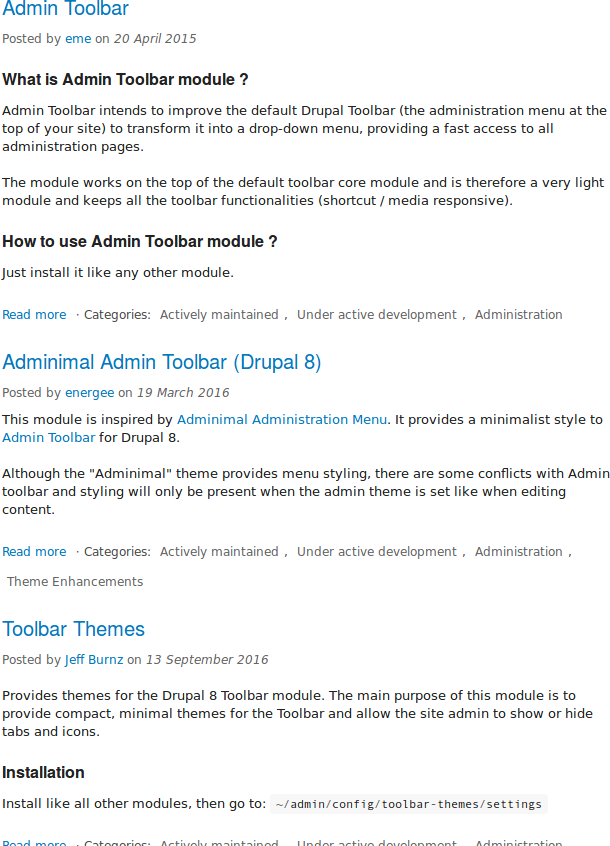 Admin Toolbar
Posted by eme on 20 April 2015
What is Admin Toolbar module ?
Admin Toolbar intends to improve the default Drupal Toolbar (the administration menu at the
top of your site) to transform it into a drop-down menu, providing a fast access to all
administration pages.
The module works on the top of the default toolbar core module and is therefore a very light
module and keeps all the toolbar functionalities (shortcut / media responsive).
How to use Admin Toolbar module ?
Just install it like any other module.
Read more · Categories: Actively maintained , Under active development , Administration
Adminimal Admin Toolbar (Drupal 8)
Posted by energee on 19 March 2016
This module is inspired by Adminimal Administration Menu. It provides a minimalist style to
Admin Toolbar for Drupal 8.
Although the "Adminimal" theme provides menu styling, there are some conflicts with Admin
toolbar and styling will only be present when the admin theme is set like when editing
content.
Read more · Categories: Actively maintained , Under active development , Administration ,
Theme Enhancements
Toolbar Themes
Posted by Jeff Burnz on 13 September 2016
Provides themes for the Drupal 8 Toolbar module. The main purpose of this module is to
provide compact, minimal themes for the Toolbar and allow the site admin to show or hide
tabs and icons.
Installation
Install like all other modules, then go to: ~/admin/config/toolbar-themes/settings
Read more · Categories: Actively maintained , Under active development , Administration